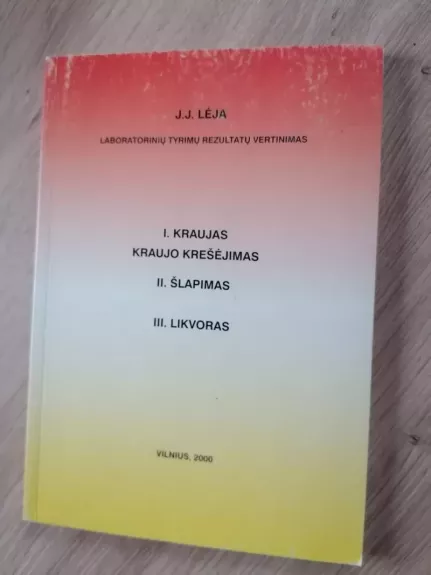 J.J. LĖJA
LABORATORINIŲ TYRIMŲ REZULTATŲ VERTINIMAS
I. KRAUJAS
KRAUJO KREŠĖJIMAS
II. ŠLAPIMAS
III. LIKVORAS
VILNIUS, 2000